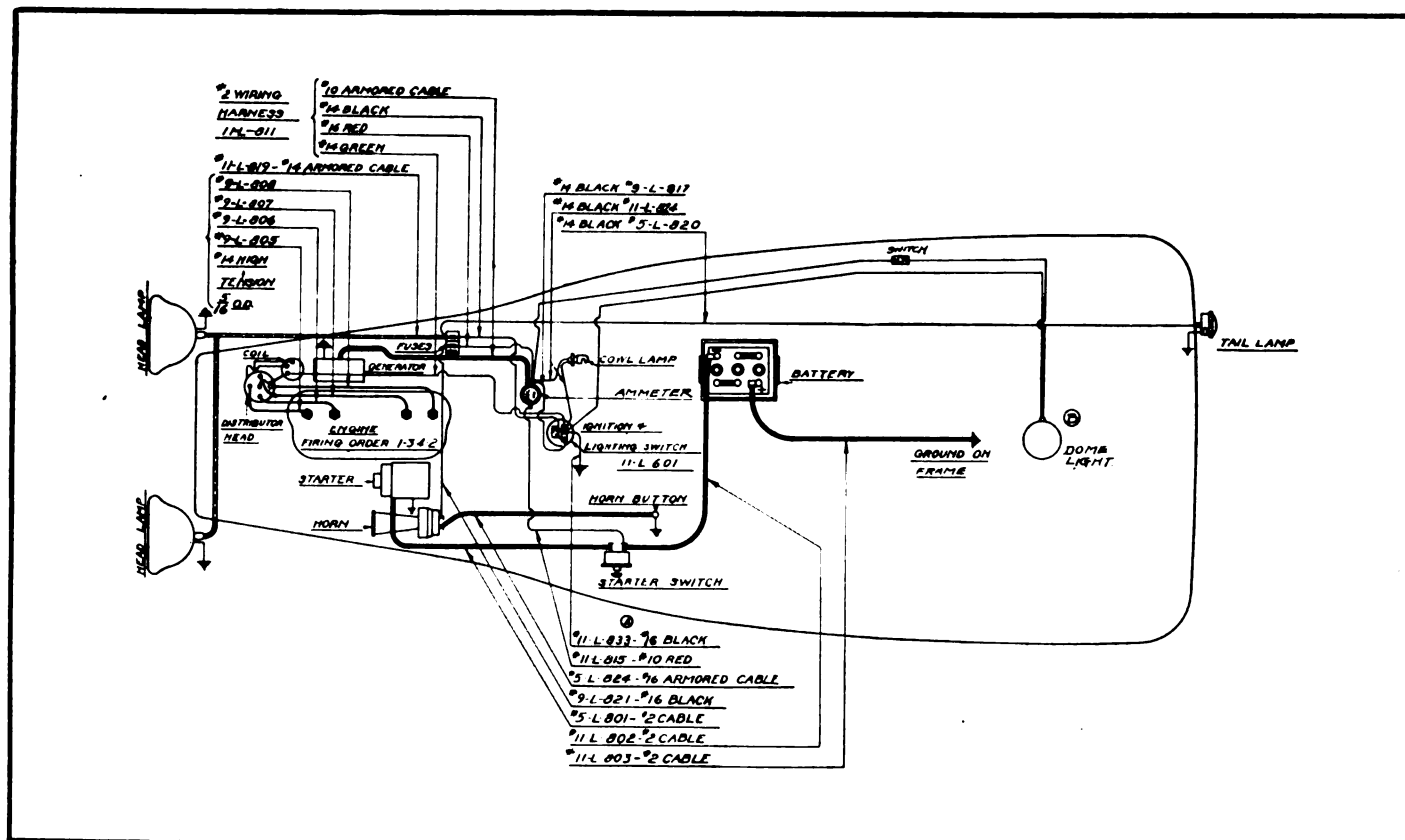 #2 WIRING
HARNESS
11-L-811
#10 ARMORED CABLE
#14 BLACK
#16 RED
#14 GREEN
#11-L-819-#14 ARMORED CABLE
#9-L-808
#9-L-807
#9-L-806
#9-L-805
#14 HIGH
TENSION
5/16 O.D.
#14 BLACK #9-L-817
#14 BLACK #11-L-824
#14 BLACK #5-L-820
SWITCH
HEAD LAMP
FUSES
COIL
GENERATOR
COWL LAMP
TAIL LAMP
BATTERY
AMMETER
DISTRIBUTOR
HEAD
ENGINE
FIRING ORDER 1-3-4-2
IGNITION &
LIGHTING SWITCH
11-L 601
GROUND ON
FRAME
B
DOME
LIGHT
STARTER
HORN BUTTON
HORN
HEAD LAMP
STARTER SWITCH
A
#11-L-833-#16 BLACK
#11-L-815-#10 RED
#5-L-824-#16 ARMORED CABLE
#9-L-821-#16 BLACK
#5-L-801-#2 CABLE
#11-L-802-#2 CABLE
#11-L-803-#2 CABLE